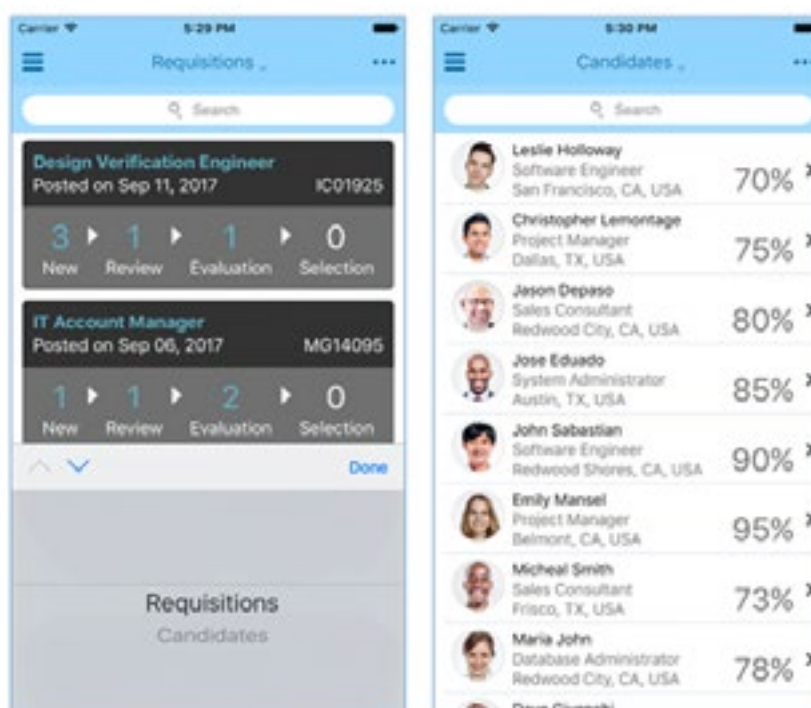 Carrier 5:29 PM
Requisitions
Search
Design Verification Engineer
Posted on Sep 11, 2017 IC01925
3 1 1 0
New Review Evaluation Selection
IT Account Manager
Posted on Sep 06, 2017 MG14095
1 1 2 0
New Review Evaluation Selection
Done
Requisitions
Candidates
Carrier 5:30 PM
Candidates
Search
Leslie Holloway
Software Engineer
San Francisco, CA, USA
70%
Christopher Lemontage
Project Manager
Dallas, TX, USA
75%
Jason Depaso
Sales Consultant
Redwood City, CA, USA
80%
Jose Eduado
System Administrator
Austin, TX, USA
85%
John Sabastian
Software Engineer
Redwood Shores, CA, USA
90%
Emily Mansel
Project Manager
Belmont, CA, USA
95%
Micheal Smith
Sales Consultant
Frisco, TX, USA
73%
Maria John
Database Administrator
Redwood City, CA, USA
78%